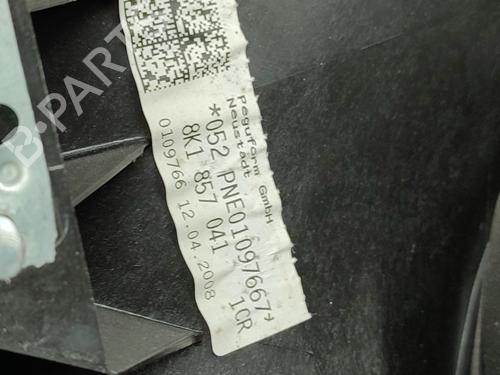 Peguform GmbH
Neustadt
*052 PNE01097667*
8K1 857 041 1CR
0109766 12.04.2008
B-PARTS